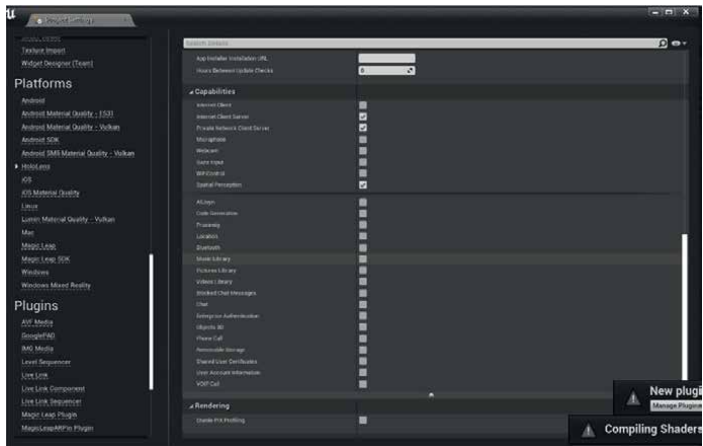 Project Settings
Texture Import
Widget Designer (Team)
Platforms
Android
Android Material Quality - ES31
Android Material Quality - Vulkan
Android SDK
Android SM5 Material Quality - Vulkan
HoloLens
iOS
iOS Material Quality
Linux
Lumin Material Quality - Vulkan
Mac
Magic Leap
Magic Leap SDK
Windows
Windows Mixed Reality
Plugins
AVF Media
GooglePAD
IMG Media
Level Sequencer
Live Link
Live Link Component
Live Link Sequencer
Magic Leap Plugin
MagicLeapARPin Plugin
Search Details
App Installer Installation URL
Hours Between Update Checks
Capabilities
Internet Client
Internet Client Server
Private Network Client Server
Microphone
Webcam
Gaze Input
WiFiControl
Spatial Perception
AllJoyn
Code Generation
Proximity
Location
Bluetooth
Music Library
Pictures Library
Videos Library
Blocked Chat Messages
Chat
Enterprise Authentication
Objects 3D
Phone Call
Removable Storage
Shared User Certificates
User Account Information
VOIP Call
Rendering
Enable PIX Profiling
New plugi
Manage Plugins
Compiling Shaders